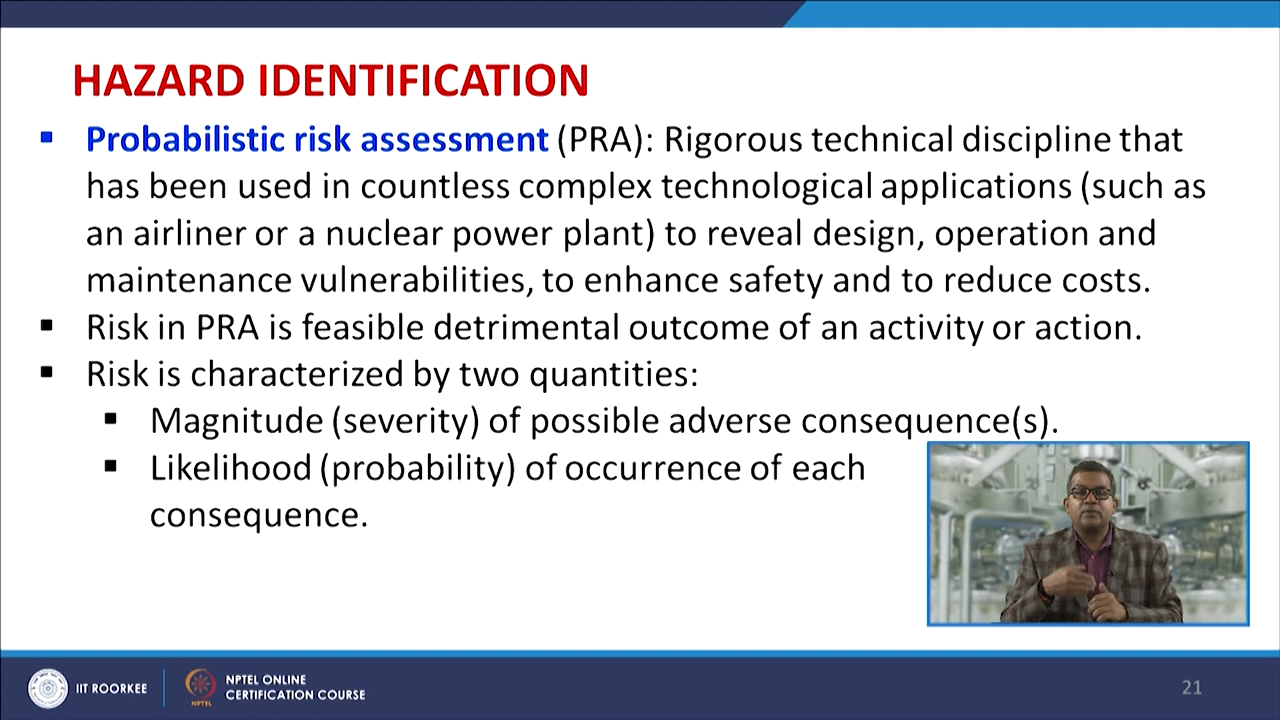 HAZARD IDENTIFICATION
▪ Probabilistic risk assessment (PRA): Rigorous technical discipline that
has been used in countless complex technological applications (such as
an airliner or a nuclear power plant) to reveal design, operation and
maintenance vulnerabilities, to enhance safety and to reduce costs.
▪ Risk in PRA is feasible detrimental outcome of an activity or action.
▪ Risk is characterized by two quantities:
▪ Magnitude (severity) of possible adverse consequence(s).
▪ Likelihood (probability) of occurrence of each
consequence.
IIT ROORKEE
NPTEL
NPTEL ONLINE
CERTIFICATION COURSE
21